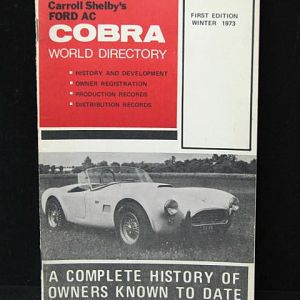 Carroll Shelby's
FORD AC
COBRA
WORLD DIRECTORY
• HISTORY AND DEVELOPMENT
• OWNER REGISTRATION
• PRODUCTION RECORDS
• DISTRIBUTION RECORDS
FIRST EDITION
WINTER 1973
A COMPLETE HISTORY OF
OWNERS KNOWN TO DATE